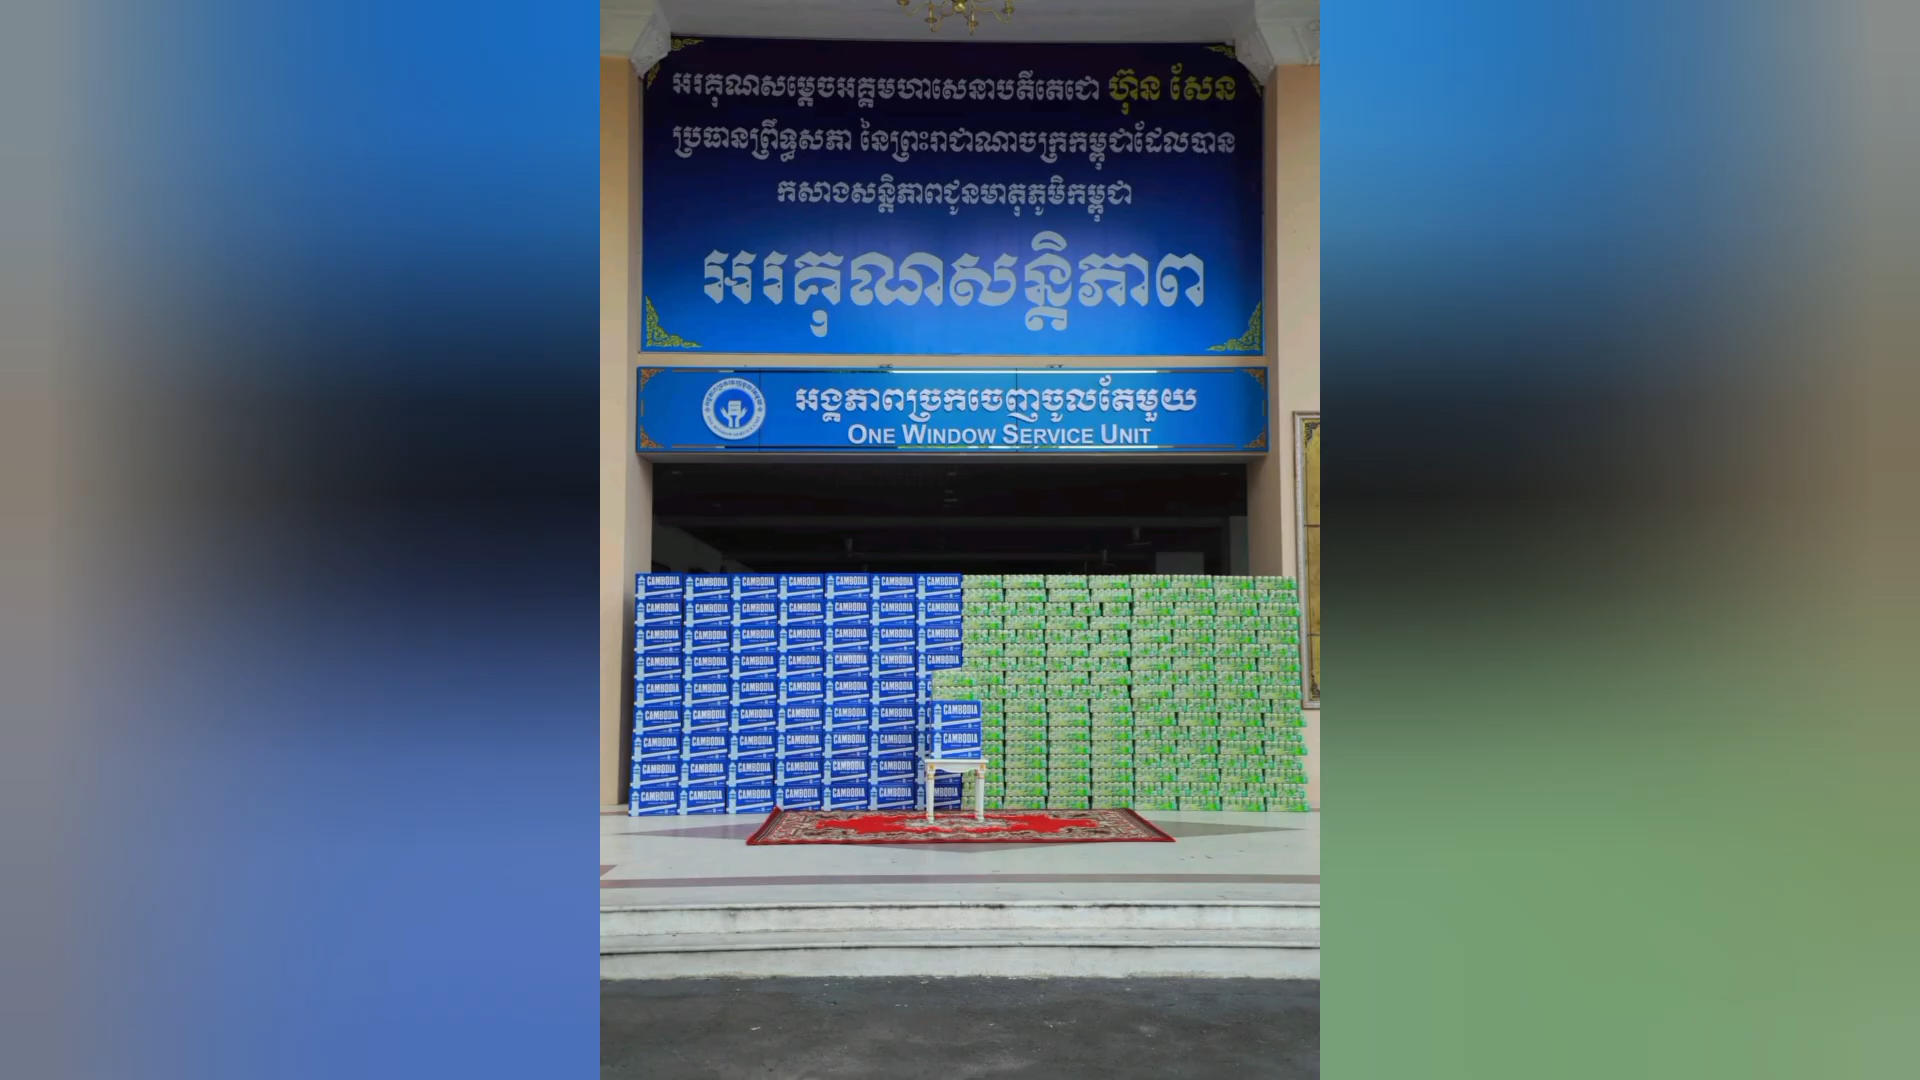 អរគុណសម្តេចអគ្គមហាសេនាបតីតេជោ ហ៊ុន សែន
ប្រធានព្រឹទ្ធសភា នៃព្រះរាជាណាចក្រកម្ពុជាដែលបាន
កសាងសន្តិភាពជូនមាតុភូមិកម្ពុជា
អរគុណសន្តិភាព
អង្គភាពច្រកចេញចូលតែមួយ
ONE WINDOW SERVICE UNIT
CAMBODIA